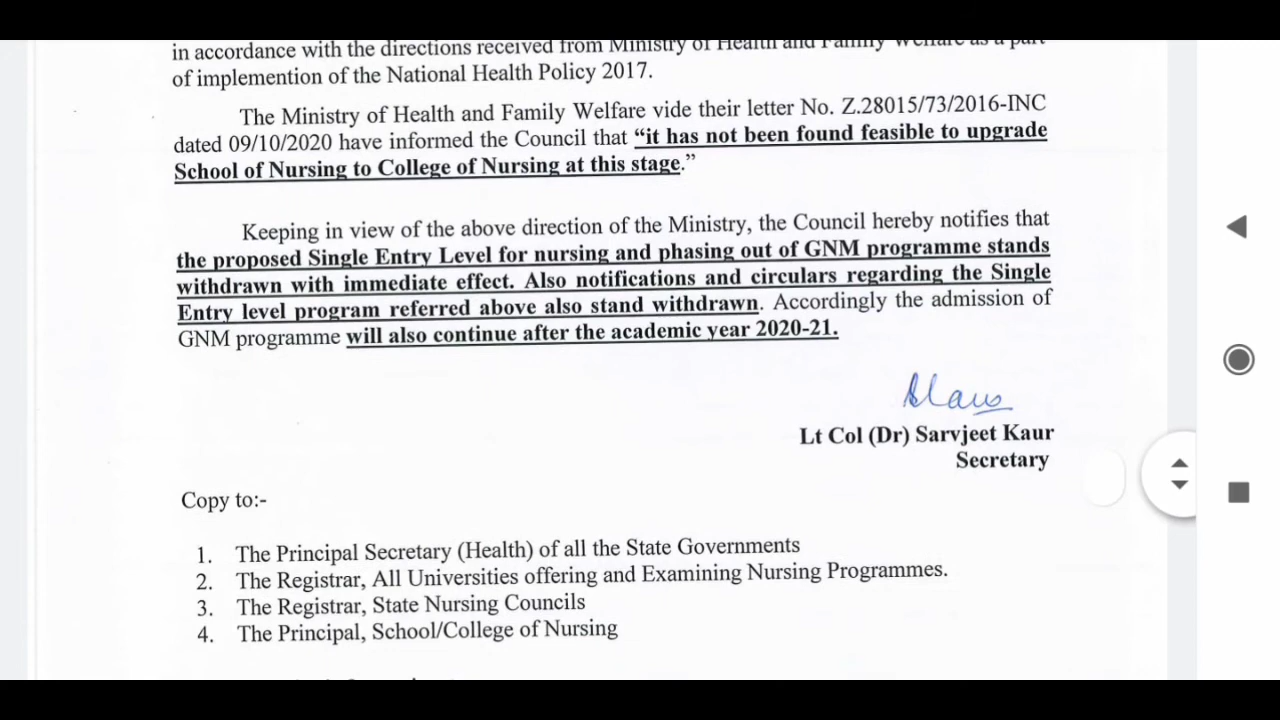 in accordance with the directions received from Ministry of Health and Family Welfare as a part
of implemention of the National Health Policy 2017.
The Ministry of Health and Family Welfare vide their letter No. Z.28015/73/2016-INC
dated 09/10/2020 have informed the Council that “it has not been found feasible to upgrade
School of Nursing to College of Nursing at this stage.”
Keeping in view of the above direction of the Ministry, the Council hereby notifies that
the proposed Single Entry Level for nursing and phasing out of GNM programme stands
withdrawn with immediate effect. Also notifications and circulars regarding the Single
Entry level program referred above also stand withdrawn. Accordingly the admission of
GNM programme will also continue after the academic year 2020-21.
Lt Col (Dr) Sarvjeet Kaur
Secretary
Copy to:-
1. The Principal Secretary (Health) of all the State Governments
2. The Registrar, All Universities offering and Examining Nursing Programmes.
3. The Registrar, State Nursing Councils
4. The Principal, School/College of Nursing